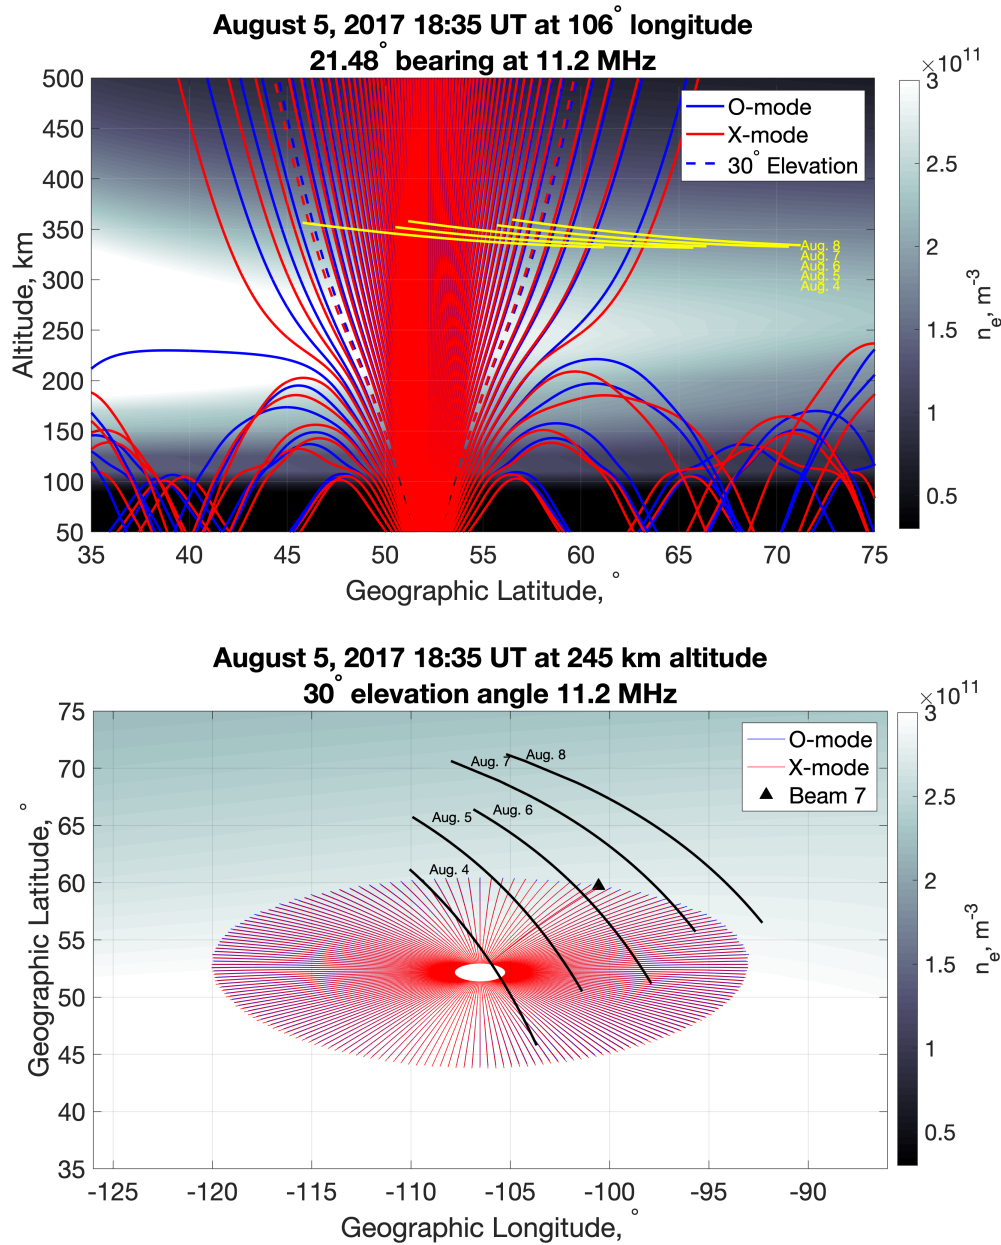 August 5, 2017 18:35 UT at 106° longitude
21.48° bearing at 11.2 MHz
×10¹¹
500
450
400
350
300
250
200
150
100
50
Altitude, km
O-mode
X-mode
30° Elevation
Aug. 8
Aug. 7
Aug. 6
Aug. 5
Aug. 4
3
2.5
2
1.5
1
0.5
nₑ, m⁻³
35 40 45 50 55 60 65 70 75
Geographic Latitude, °
August 5, 2017 18:35 UT at 245 km altitude
30° elevation angle 11.2 MHz
×10¹¹
75
70
65
60
55
50
45
40
35
Geographic Latitude, °
O-mode
X-mode
Beam 7
Aug. 8
Aug. 7
Aug. 6
Aug. 5
Aug. 4
3
2.5
2
1.5
1
0.5
nₑ, m⁻³
-125 -120 -115 -110 -105 -100 -95 -90
Geographic Longitude, °